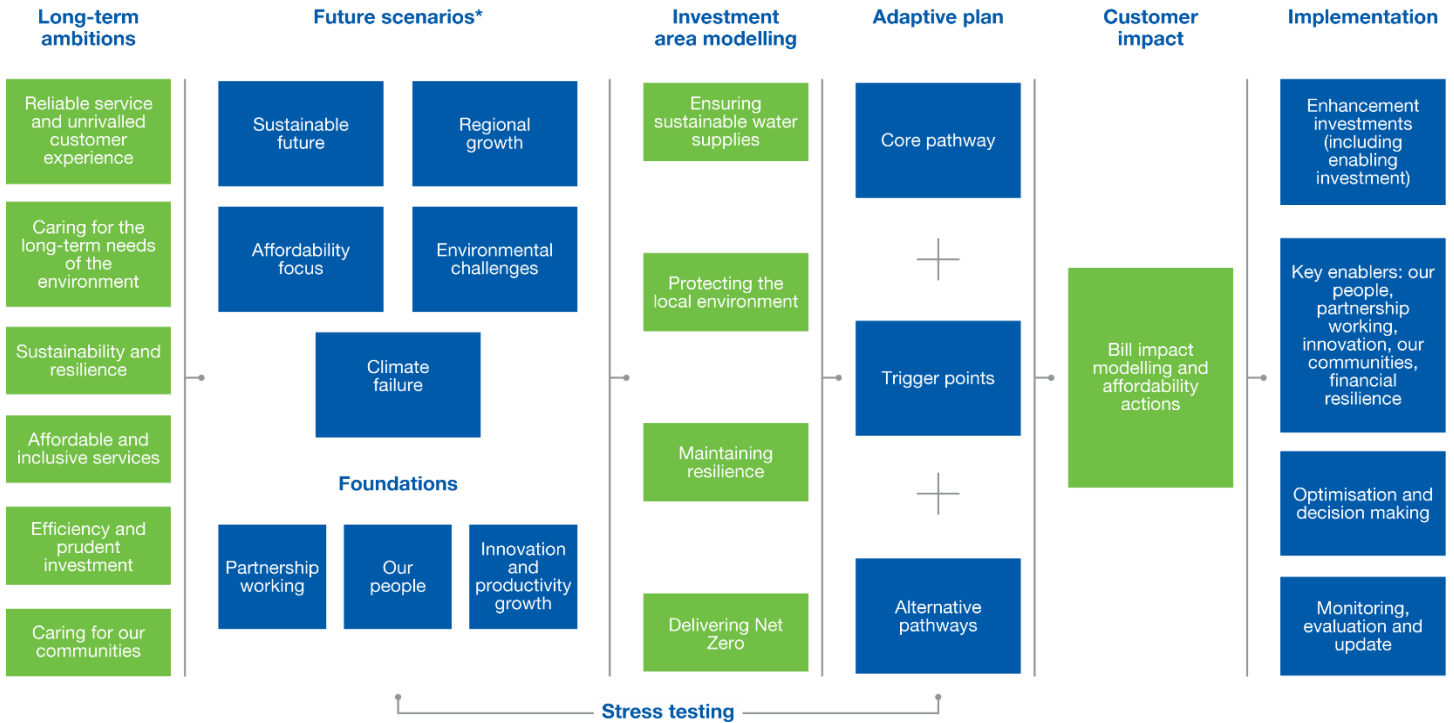 Long-term
ambitions
Reliable service
and unrivalled
customer
experience
Caring for the
long-term needs
of the
environment
Sustainability and
resilience
Affordable and
inclusive services
Efficiency and
prudent
investment
Caring for our
communities
Future scenarios*
Sustainable
future
Regional
growth
Affordability
focus
Environmental
challenges
Climate
failure
Foundations
Partnership
working
Our
people
Innovation
and
productivity
growth
Investment
area modelling
Ensuring
sustainable water
supplies
Protecting the
local environment
Maintaining
resilience
Delivering Net
Zero
Adaptive plan
Core pathway
Trigger points
Alternative
pathways
Stress testing
Customer
impact
Bill impact
modelling and
affordability
actions
Implementation
Enhancement
investments
(including
enabling
investment)
Key enablers: our
people,
partnership
working,
innovation, our
communities,
financial
resilience
Optimisation and
decision making
Monitoring,
evaluation and
update